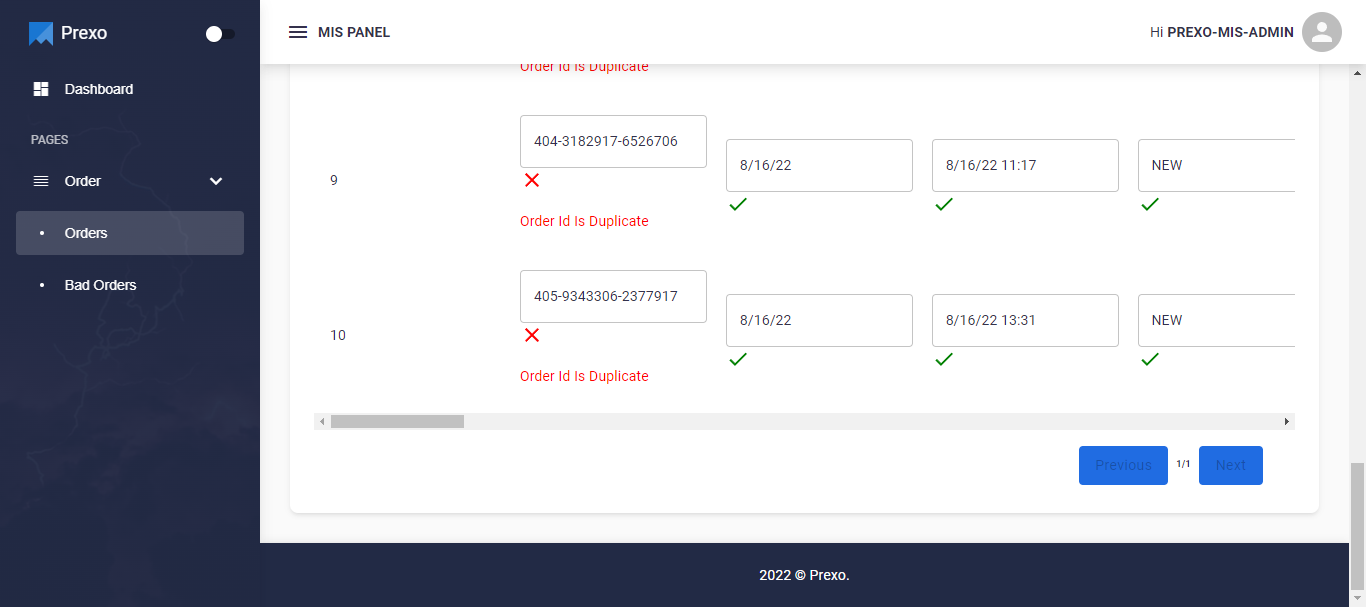 Prexo
MIS PANEL
Hi PREXO-MIS-ADMIN
Dashboard
PAGES
Order
Orders
Bad Orders
Order Id Is Duplicate
9
404-3182917-6526706
8/16/22
8/16/22 11:17
NEW
Order Id Is Duplicate
10
405-9343306-2377917
8/16/22
8/16/22 13:31
NEW
Order Id Is Duplicate
Previous
1/1
Next
2022 © Prexo.